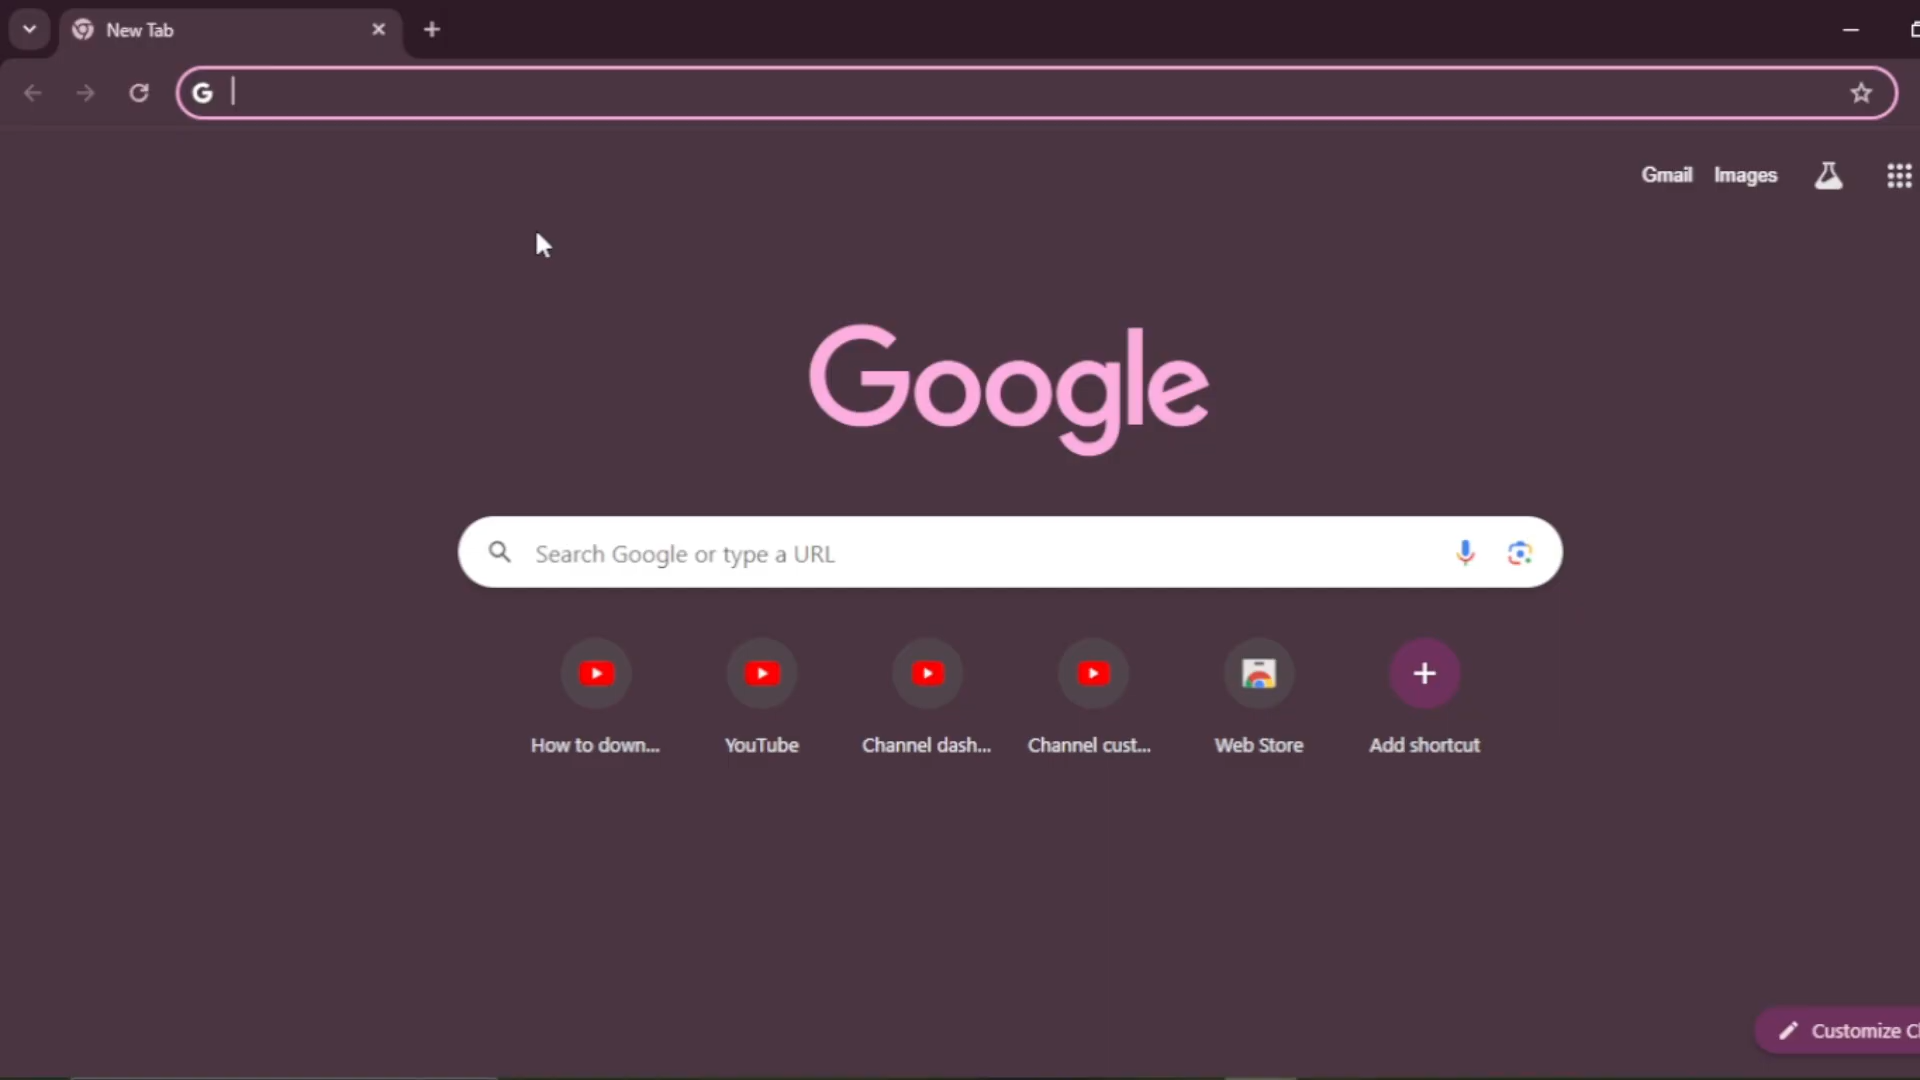 New Tab
Gmail Images
Google
Search Google or type a URL
How to down... YouTube Channel dash... Channel cust... Web Store Add shortcut
Customize C